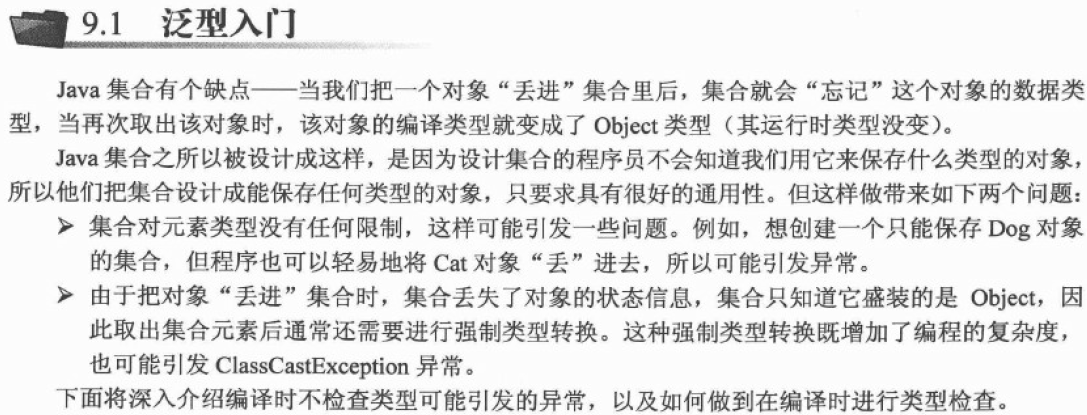 9.1 泛型入门
Java 集合有个缺点——当我们把一个对象“丢进”集合里后，集合就会“忘记”这个对象的数据类
型，当再次取出该对象时，该对象的编译类型就变成了 Object 类型（其运行时类型没变）。
Java 集合之所以被设计成这样，是因为设计集合的程序员不会知道我们用它来保存什么类型的对象，
所以他们把集合设计成能保存任何类型的对象，只要求具有很好的通用性。但这样做带来如下两个问题：
➢ 集合对元素类型没有任何限制，这样可能引发一些问题。例如，想创建一个只能保存 Dog 对象
的集合，但程序也可以轻易地将 Cat 对象“丢”进去，所以可能引发异常。
➢ 由于把对象“丢进”集合时，集合丢失了对象的状态信息，集合只知道它盛装的是 Object，因
此取出集合元素后通常还需要进行强制类型转换。这种强制类型转换既增加了编程的复杂度，
也可能引发 ClassCastException 异常。
下面将深入介绍编译时不检查类型可能引发的异常，以及如何做到在编译时进行类型检查。